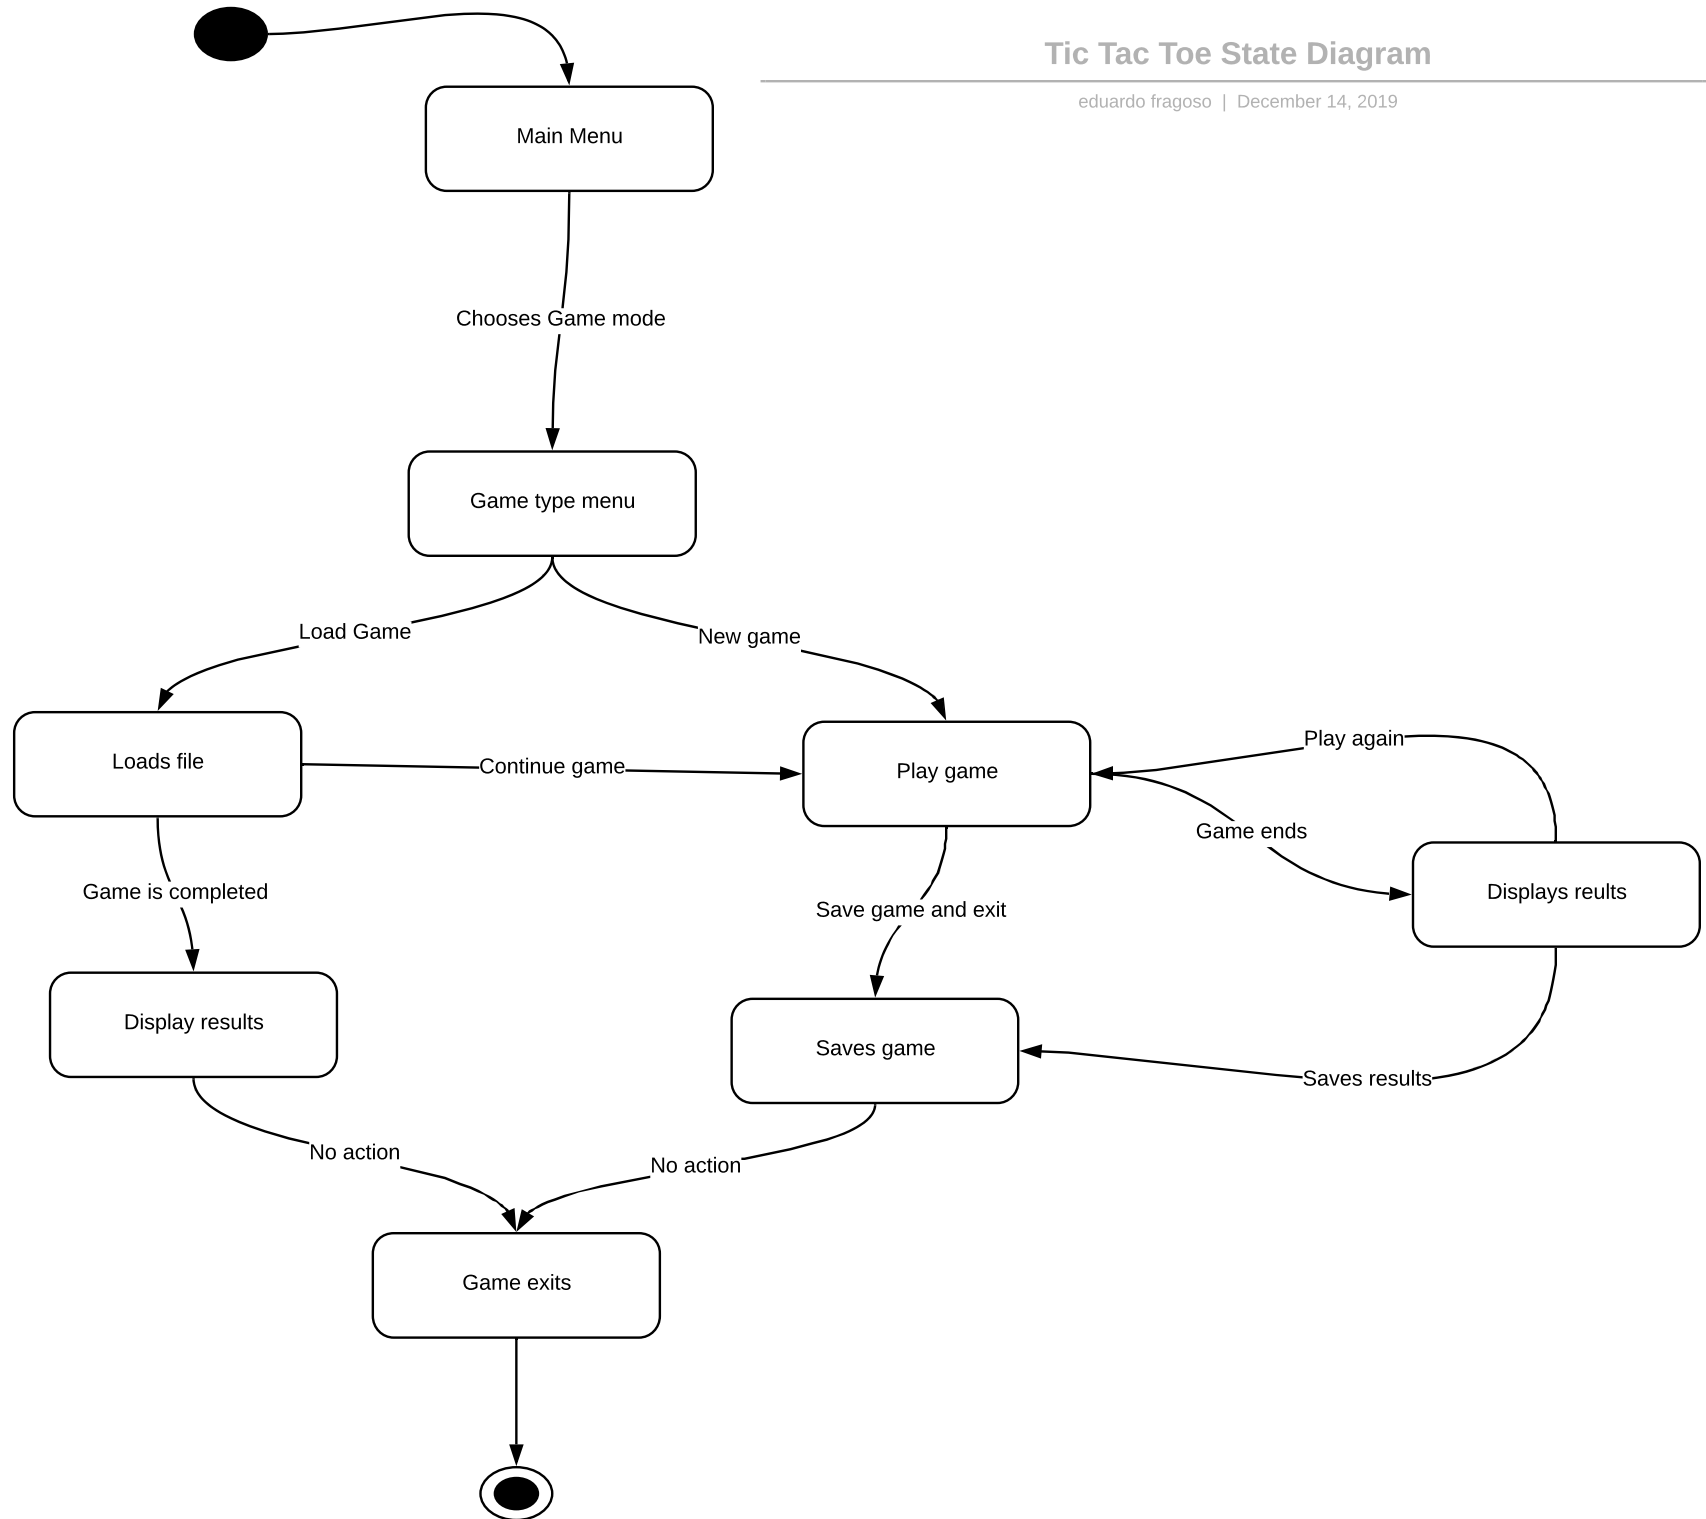 Tic Tac Toe State Diagram
eduardo fragoso | December 14, 2019
Main Menu
Chooses Game mode
Game type menu
Load Game
New game
Loads file
Continue game
Play game
Play again
Game ends
Displays reults
Game is completed
Save game and exit
Display results
Saves game
Saves results
No action
No action
Game exits